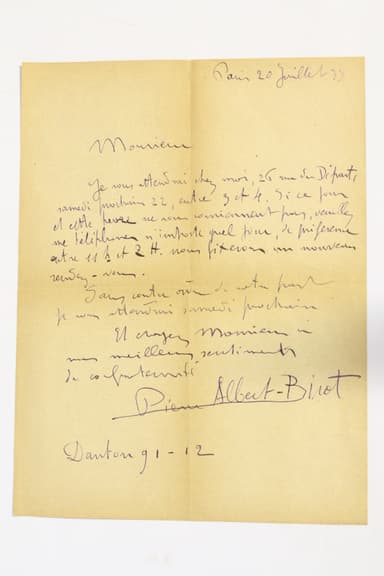 Paris 20 Juillet 33
Monsieur
Je vous attendrai chez moi, 26 rue du Départ,
samedi prochain 22, entre 3 et 4. Si ce jour
et cette heure ne vous conviennent pas, veuillez
me téléphoner n'importe quel jour, de préférence
entre 11 h et 2 H. nous fixerons un nouveau
rendez-vous.
Sans contre ordre de votre part
je vous attendrai samedi prochain
Et croyez Monsieur à
mes meilleurs sentiments
de confraternité
Pierre Albert-Birot
Danton 91-12